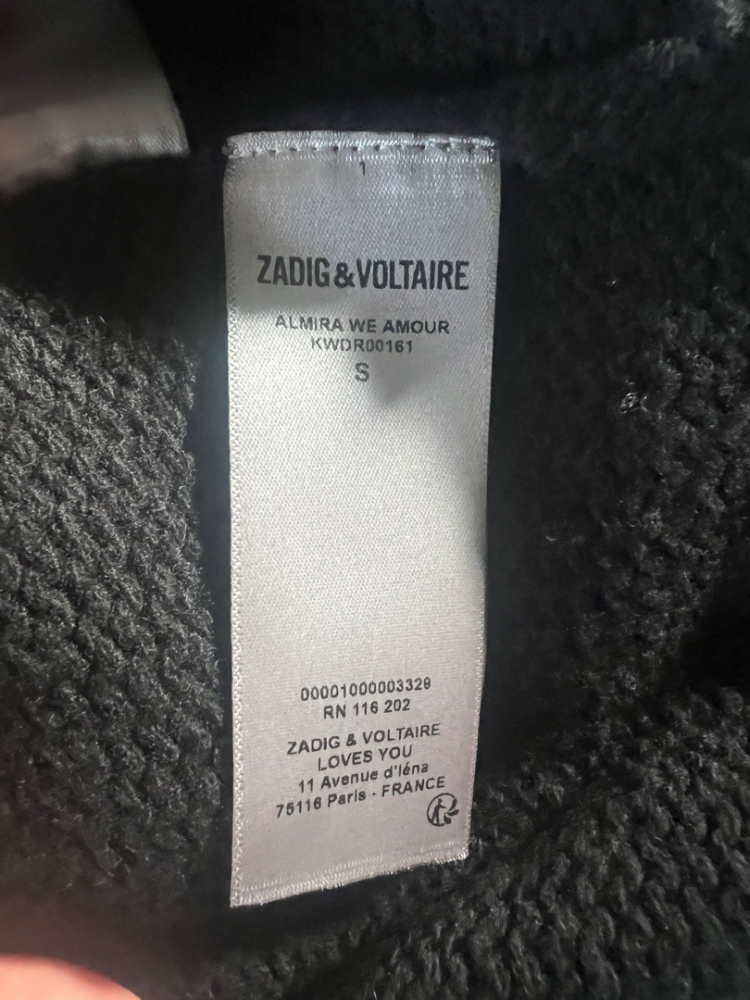 1
ZADIG&VOLTAIRE
ALMIRA WE AMOUR
KWDR00161
S
00001000003329
RN 116 202
ZADIG & VOLTAIRE
LOVES YOU
11 Avenue d'Iéna
75116 Paris - FRANCE